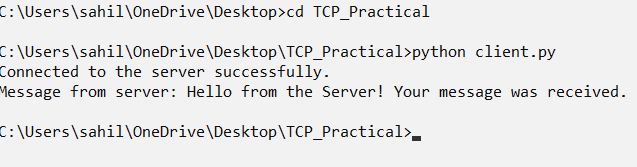 C:\Users\sahil\OneDrive\Desktop>cd TCP_Practical
C:\Users\sahil\OneDrive\Desktop\TCP_Practical>python client.py
Connected to the server successfully.
Message from server: Hello from the Server! Your message was received.
C:\Users\sahil\OneDrive\Desktop\TCP_Practical>